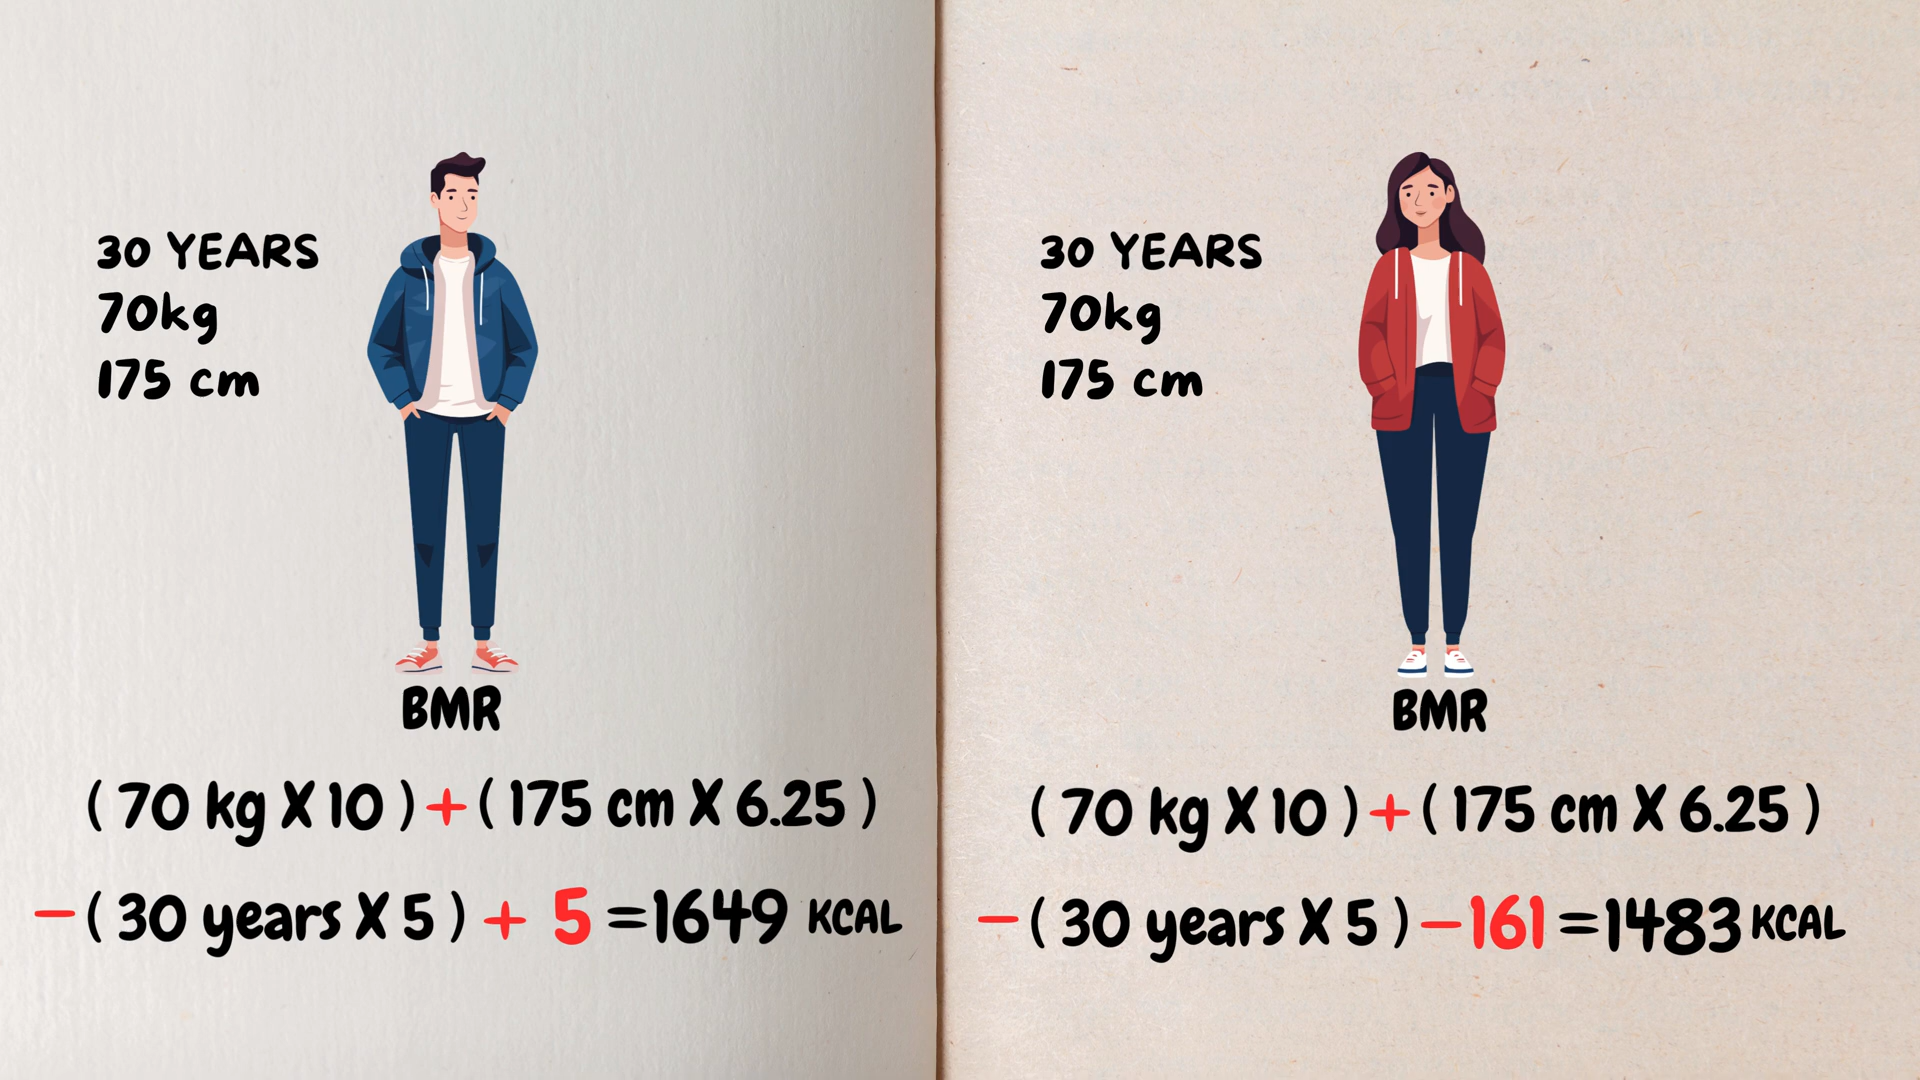 30 YEARS
70kg
175 cm
BMR
( 70 kg X 10 ) + ( 175 cm X 6.25 )
- ( 30 years X 5 ) + 5 = 1649 KCAL
30 YEARS
70kg
175 cm
BMR
( 70 kg X 10 ) + ( 175 cm X 6.25 )
- ( 30 years X 5 ) - 161 = 1483 KCAL